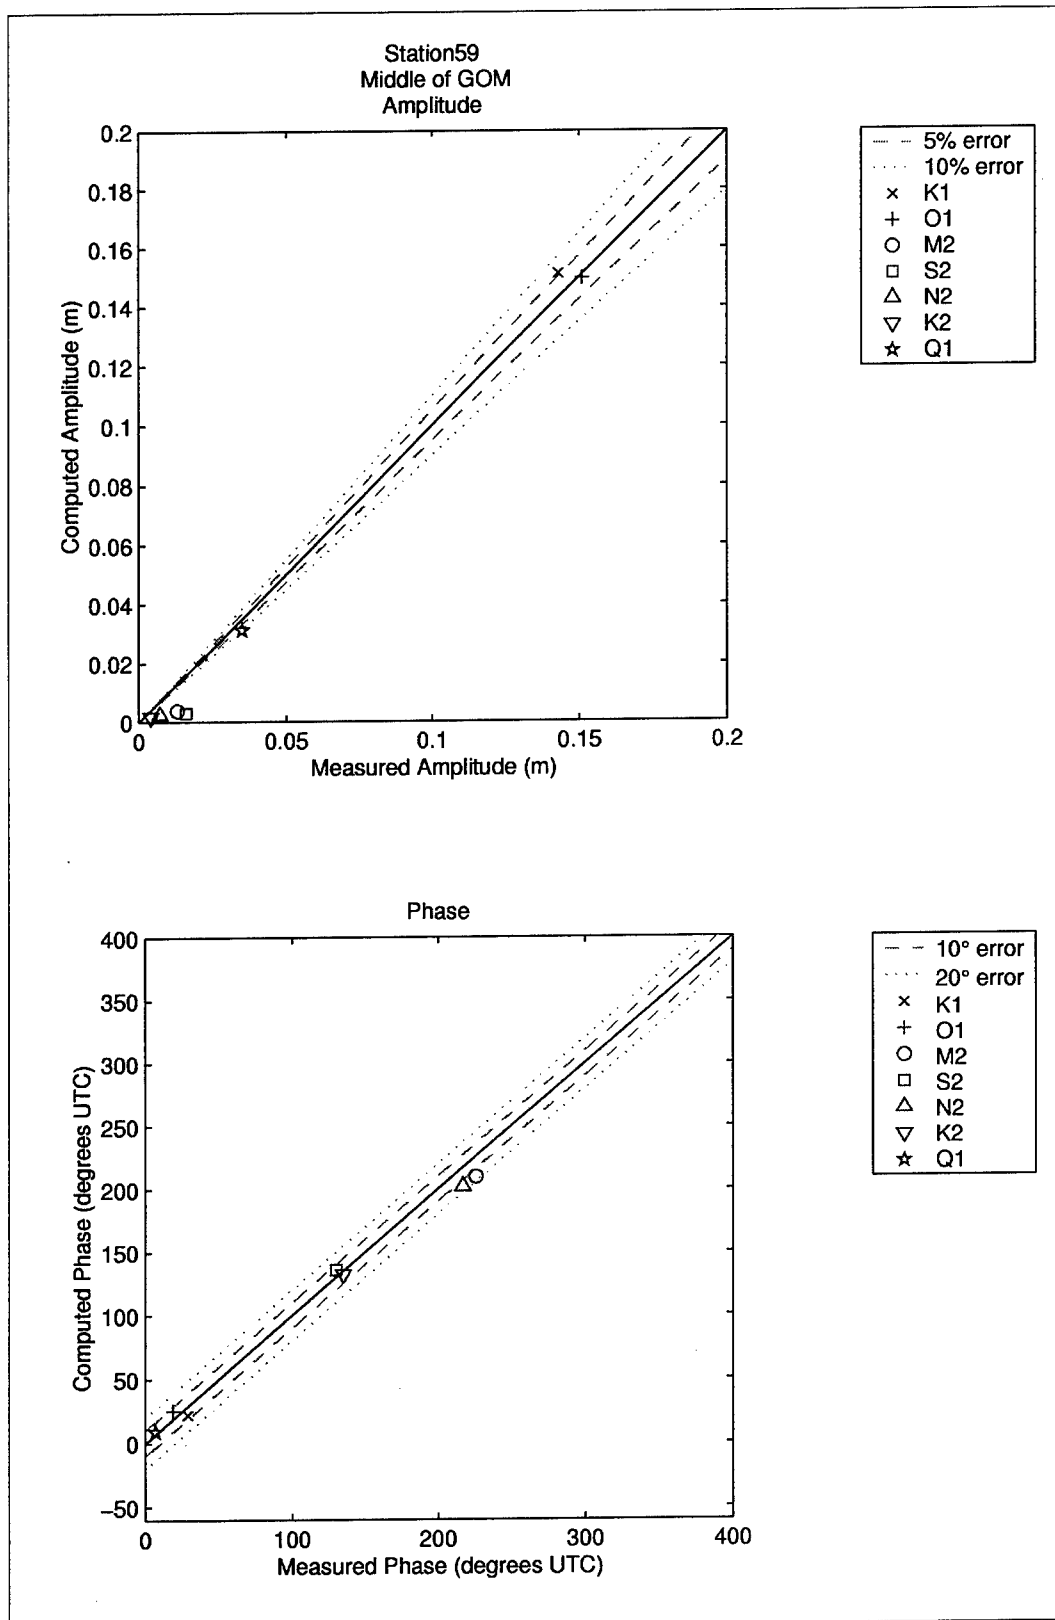 Station59
Middle of GOM
Amplitude
0.2
0.18
0.16
0.14
0.12
0.1
0.08
0.06
0.04
0.02
0
Computed Amplitude (m)
0
0.05
0.1
0.15
0.2
Measured Amplitude (m)
5% error
10% error
K1
O1
M2
S2
N2
K2
Q1
Phase
400
350
300
250
200
150
100
50
0
−50
Computed Phase (degrees UTC)
0
100
200
300
400
Measured Phase (degrees UTC)
10° error
20° error
K1
O1
M2
S2
N2
K2
Q1